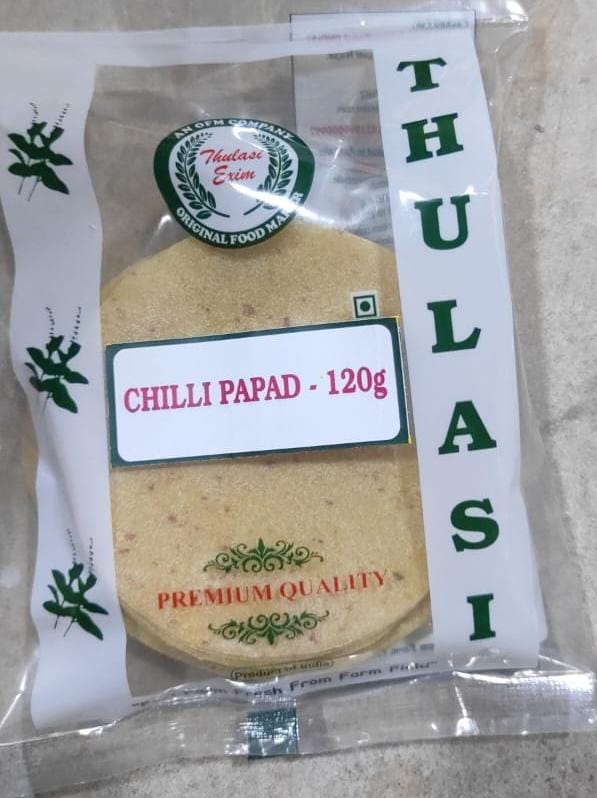 AN OFM COMPANY
Thulasi
Exim
ORIGINAL FOOD MAKER
THULASI
CHILLI PAPAD - 120g
PREMIUM QUALITY
(Product of India)
Fresh From Farm